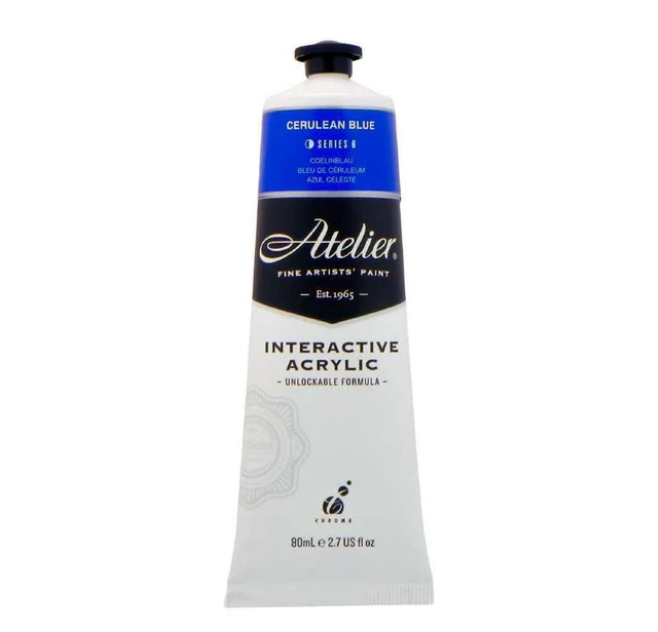 CERULEAN BLUE
SERIES 6
COELINBLAU
BLEU DE CÉRULEUM
AZUL CELESTE
Atelier®
FINE ARTISTS' PAINT
— Est. 1965 —
INTERACTIVE
ACRYLIC
– UNLOCKABLE FORMULA –
CHROMA
80mL e 2.7 US fl oz